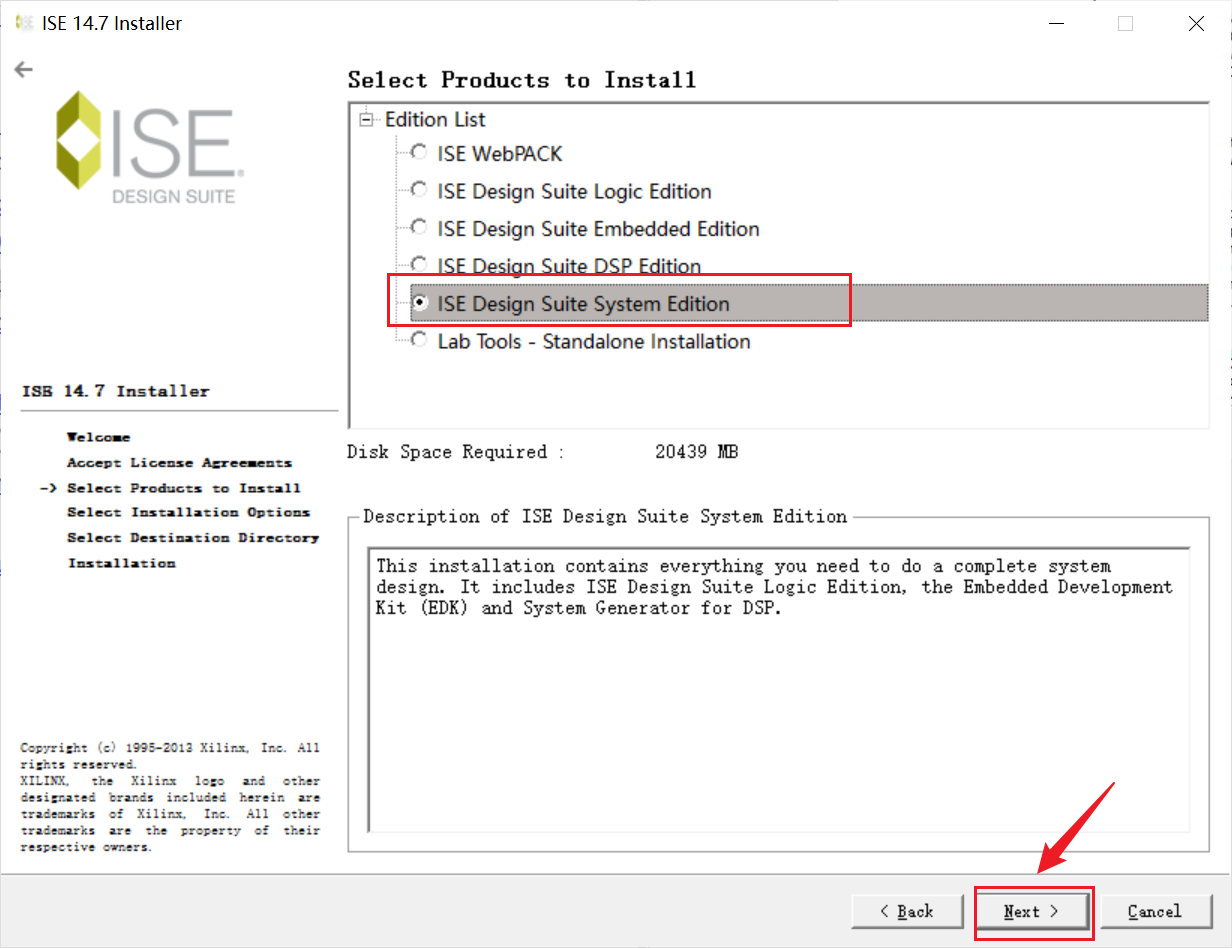 ISE 14.7 Installer
ISE
DESIGN SUITE
Select Products to Install
Edition List
ISE WebPACK
ISE Design Suite Logic Edition
ISE Design Suite Embedded Edition
ISE Design Suite DSP Edition
ISE Design Suite System Edition
Lab Tools - Standalone Installation
Disk Space Required : 20439 MB
ISE 14.7 Installer
Welcome
Accept License Agreements
-> Select Products to Install
Select Installation Options
Select Destination Directory
Installation
Description of ISE Design Suite System Edition
This installation contains everything you need to do a complete system
design. It includes ISE Design Suite Logic Edition, the Embedded Development
Kit (EDK) and System Generator for DSP.
Copyright (c) 1995-2013 Xilinx, Inc. All
rights reserved.
XILINX, the Xilinx logo and other
designated brands included herein are
trademarks of Xilinx, Inc. All other
trademarks are the property of their
respective owners.
< Back
Next >
Cancel